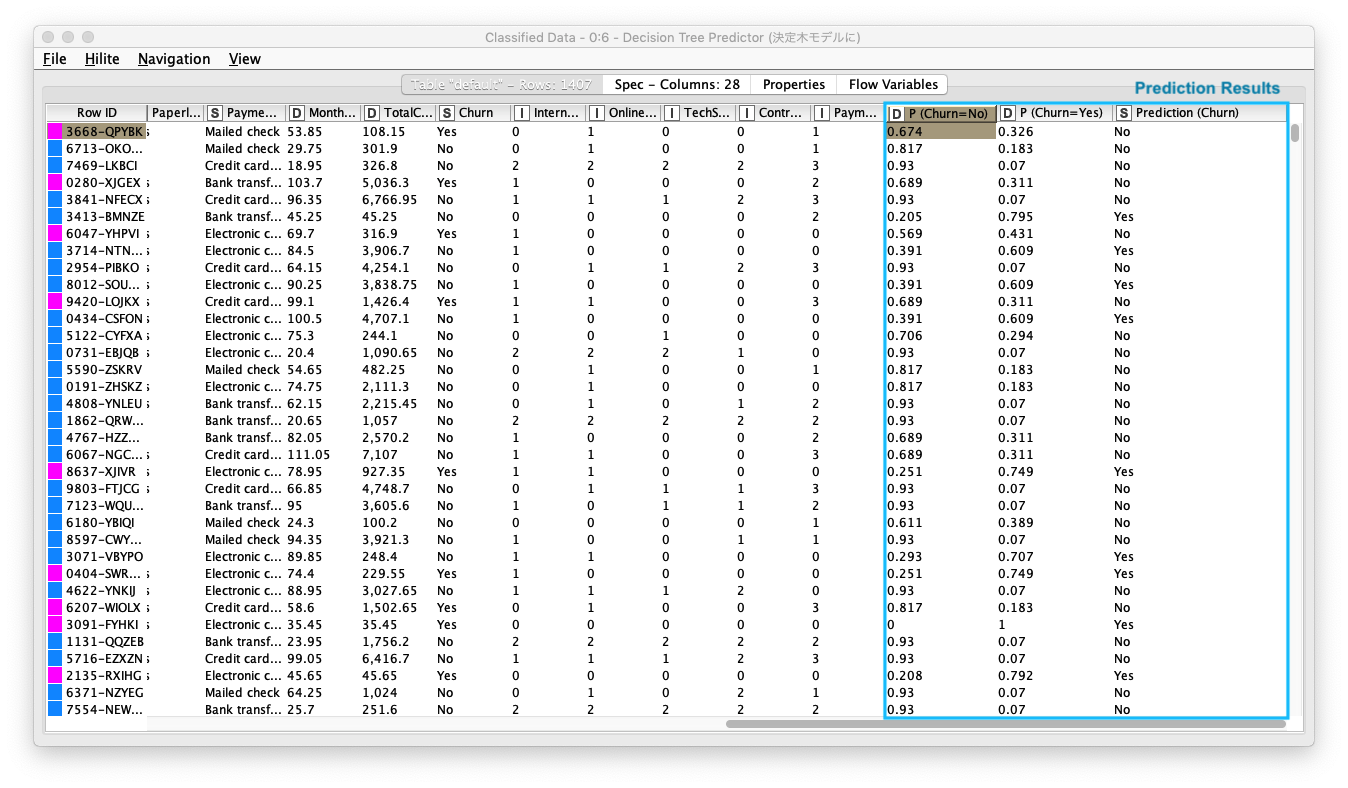 Classified Data - 0:6 - Decision Tree Predictor (決定木モデルに)
File Hilite Navigation View
Table "default" - Rows: 1407 Spec - Columns: 28 Properties Flow Variables
Prediction Results
Row ID Paperl... S Payme... D Month... D TotalC... S Churn I Intern... I Online... I TechS... I Contr... I Paym... D P (Churn=No) D P (Churn=Yes) S Prediction (Churn)
3668-QPYBK s Mailed check 53.85 108.15 Yes 0 1 0 0 1 0.674 0.326 No
6713-OKO... Mailed check 29.75 301.9 No 0 1 0 0 1 0.817 0.183 No
7469-LKBCI Credit card... 18.95 326.8 No 2 2 2 2 3 0.93 0.07 No
0280-XJGEX s Bank transf... 103.7 5,036.3 Yes 1 0 0 0 2 0.689 0.311 No
3841-NFECX s Credit card... 96.35 6,766.95 No 1 1 1 2 3 0.93 0.07 No
3413-BMNZE Bank transf... 45.25 45.25 No 0 0 0 0 2 0.205 0.795 Yes
6047-YHPVI s Electronic c... 69.7 316.9 Yes 1 0 0 0 0 0.569 0.431 No
3714-NTN... s Electronic c... 84.5 3,906.7 No 1 0 0 0 0 0.391 0.609 Yes
2954-PIBKO s Credit card... 64.15 4,254.1 No 0 1 1 2 3 0.93 0.07 No
8012-SOU... s Electronic c... 90.25 3,838.75 No 1 0 0 0 0 0.391 0.609 Yes
9420-LOJKX s Credit card... 99.1 1,426.4 Yes 1 1 0 0 3 0.689 0.311 No
0434-CSFON s Electronic c... 100.5 4,707.1 No 1 0 0 0 0 0.391 0.609 Yes
5122-CYFXA s Electronic c... 75.3 244.1 No 0 0 1 0 0 0.706 0.294 No
0731-EBJQB s Electronic c... 20.4 1,090.65 No 2 2 2 1 0 0.93 0.07 No
5590-ZSKRV Mailed check 54.65 482.25 No 0 1 0 0 1 0.817 0.183 No
0191-ZHSKZ s Electronic c... 74.75 2,111.3 No 0 1 0 0 0 0.817 0.183 No
4808-YNLEU s Bank transf... 62.15 2,215.45 No 0 1 0 1 2 0.93 0.07 No
1862-QRW... Bank transf... 20.65 1,057 No 2 2 2 2 2 0.93 0.07 No
4767-HZZ... s Bank transf... 82.05 2,570.2 No 1 0 0 0 2 0.689 0.311 No
6067-NGC... s Credit card... 111.05 7,107 No 1 1 0 0 3 0.689 0.311 No
8637-XJIVR s Electronic c... 78.95 927.35 Yes 1 1 0 0 0 0.251 0.749 Yes
9803-FTJCG s Credit card... 66.85 4,748.7 No 0 1 1 1 3 0.93 0.07 No
7123-WQU... s Bank transf... 95 3,605.6 No 1 0 1 1 2 0.93 0.07 No
6180-YBIQI Mailed check 24.3 100.2 No 0 0 0 0 1 0.611 0.389 No
8597-CWY... s Mailed check 94.35 3,921.3 No 1 0 0 1 1 0.93 0.07 No
3071-VBYPO s Electronic c... 89.85 248.4 No 1 1 0 0 0 0.293 0.707 Yes
0404-SWR... s Electronic c... 74.4 229.55 Yes 1 0 0 0 0 0.251 0.749 Yes
4622-YNKIJ s Electronic c... 88.95 3,027.65 No 1 1 1 2 0 0.93 0.07 No
6207-WIOLX s Credit card... 58.6 1,502.65 Yes 0 1 0 0 3 0.817 0.183 No
3091-FYHKI s Electronic c... 35.45 35.45 Yes 0 0 0 0 0 0 1 Yes
1131-QQZEB Bank transf... 23.95 1,756.2 No 2 2 2 2 2 0.93 0.07 No
5716-EZXZN s Credit card... 99.05 6,416.7 No 1 1 1 2 3 0.93 0.07 No
2135-RXIHG s Electronic c... 45.65 45.65 Yes 0 0 0 0 0 0.208 0.792 Yes
6371-NZYEG Mailed check 64.25 1,024 No 0 1 0 2 1 0.93 0.07 No
7554-NEW... s Bank transf... 25.7 251.6 No 2 2 2 2 2 0.93 0.07 No